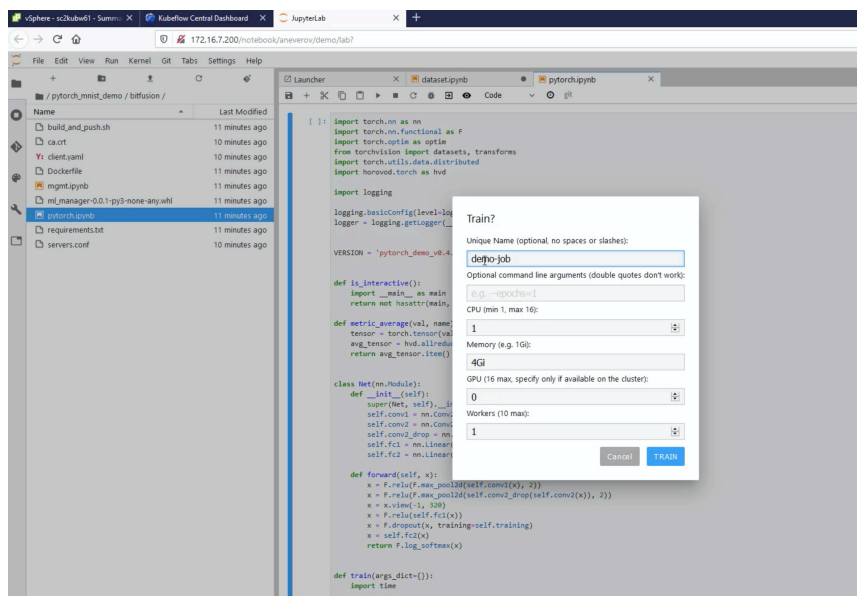 vSphere - sc2kubw61 - Summa
Kubeflow Central Dashboard
JupyterLab
172.16.7.200/notebook/aneverov/demo/lab?
File Edit View Run Kernel Git Tabs Settings Help
Launcher
dataset.ipynb
pytorch.ipynb
/ pytorch_mnist_demo / bitfusion /
Code
git
Name Last Modified
build_and_push.sh 11 minutes ago
ca.crt 10 minutes ago
Y: client.yaml 10 minutes ago
Dockerfile 11 minutes ago
mgmt.ipynb 11 minutes ago
ml_manager-0.0.1-py3-none-any.whl 11 minutes ago
pytorch.ipynb 11 minutes ago
requirements.txt 11 minutes ago
servers.conf 10 minutes ago
[ ]: import torch.nn as nn
import torch.nn.functional as F
import torch.optim as optim
from torchvision import datasets, transforms
import torch.utils.data.distributed
import horovod.torch as hvd
import logging
logging.basicConfig(level=log
logger = logging.getLogger(_
VERSION = 'pytorch_demo_v0.4.
def is_interactive():
import __main__ as main
return not hasattr(main,
def metric_average(val, name)
tensor = torch.tensor(val
avg_tensor = hvd.allreduc
return avg_tensor.item()
class Net(nn.Module):
def __init__(self):
super(Net, self).__i
self.conv1 = nn.Conv2
self.conv2 = nn.Conv2
self.conv2_drop = nn.
self.fc1 = nn.Linear(
self.fc2 = nn.Linear(
def forward(self, x):
x = F.relu(F.max_pool2d(self.conv1(x), 2))
x = F.relu(F.max_pool2d(self.conv2_drop(self.conv2(x)), 2))
x = x.view(-1, 320)
x = F.relu(self.fc1(x))
x = F.dropout(x, training=self.training)
x = self.fc2(x)
return F.log_softmax(x)
def train(args_dict={}):
import time
Train?
Unique Name (optional, no spaces or slashes):
demo-job
Optional command line arguments (double quotes don't work):
e.g. --epochs=1
CPU (min 1, max 16):
1
Memory (e.g. 1Gi):
4Gi
GPU (16 max, specify only if available on the cluster):
0
Workers (10 max):
1
Cancel TRAIN